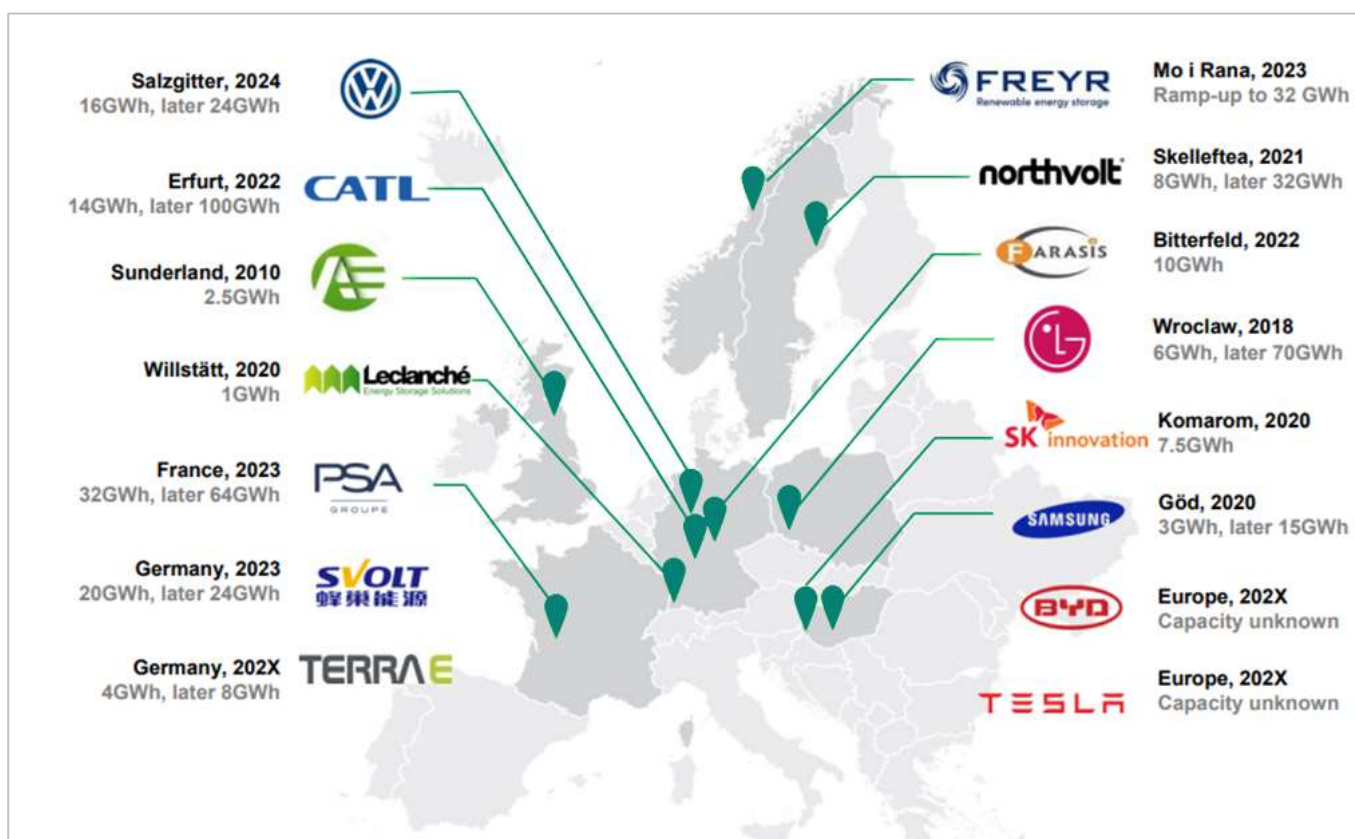 Salzgitter, 2024
16GWh, later 24GWh
Erfurt, 2022
CATL
14GWh, later 100GWh
Sunderland, 2010
2.5GWh
AE
Willstätt, 2020
Leclanché
Energy Storage Solutions
1GWh
France, 2023
32GWh, later 64GWh
PSA
GROUPE
Germany, 2023
20GWh, later 24GWh
SVOLT
蜂巢能源
Germany, 202X
4GWh, later 8GWh
TERRA E
FREYR
Renewable energy storage
Mo i Rana, 2023
Ramp-up to 32 GWh
northvolt
Skelleftea, 2021
8GWh, later 32GWh
FARASIS
Bitterfeld, 2022
10GWh
LG
Wroclaw, 2018
6GWh, later 70GWh
SK innovation
Komarom, 2020
7.5GWh
SAMSUNG
Göd, 2020
3GWh, later 15GWh
BYD
Europe, 202X
Capacity unknown
TESLA
Europe, 202X
Capacity unknown
VW